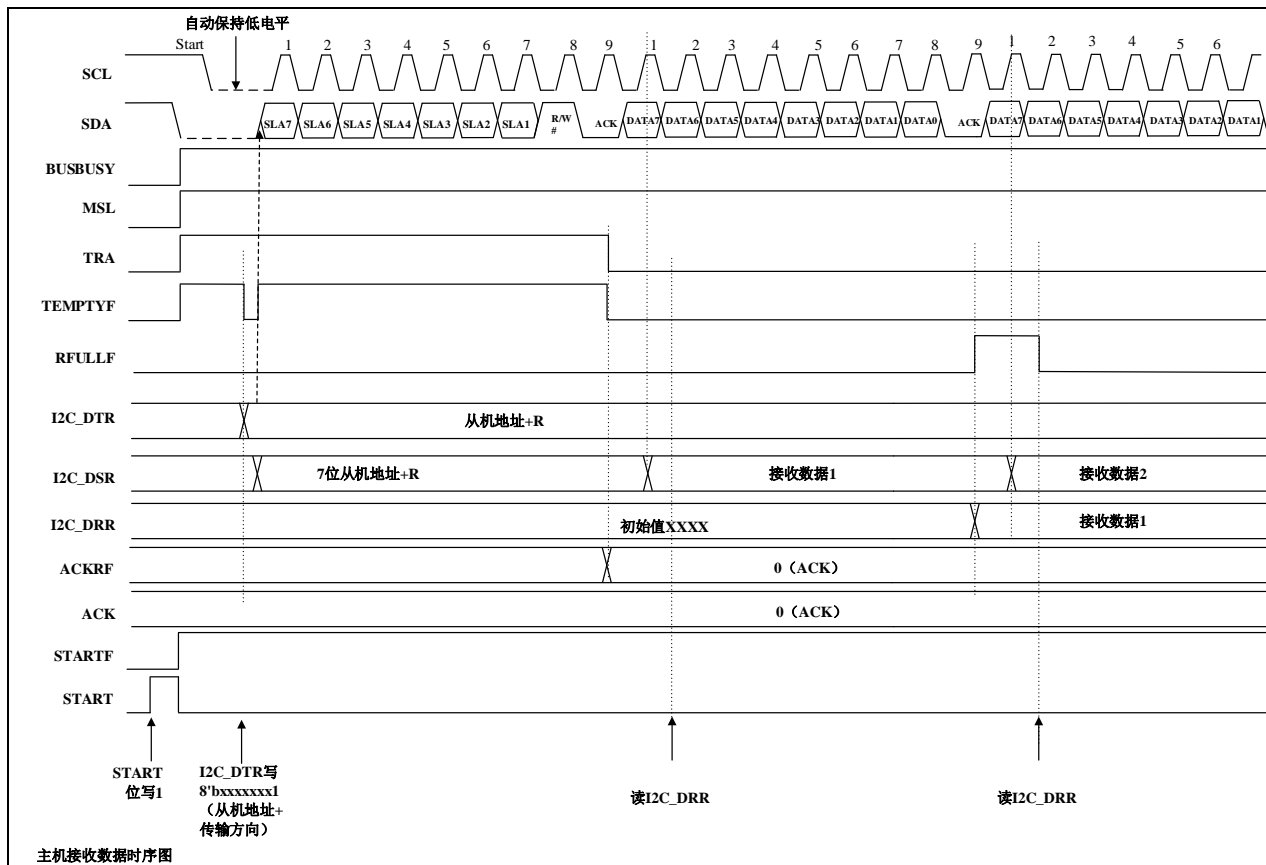 自动保持低电平
Start 1 2 3 4 5 6 7 8 9 1 2 3 4 5 6 7 8 9 1 2 3 4 5 6
SCL
SDA SLA7 SLA6 SLA5 SLA4 SLA3 SLA2 SLA1 R/W# ACK DATA7 DATA6 DATA5 DATA4 DATA3 DATA2 DATA1 DATA0 ACK DATA7 DATA6 DATA5 DATA4 DATA3 DATA2 DATA1
BUSBUSY
MSL
TRA
TEMPTYF
RFULLF
I2C_DTR 从机地址+R
I2C_DSR 7位从机地址+R 接收数据1 接收数据2
I2C_DRR 初始值XXXX 接收数据1
ACKRF 0（ACK）
ACK 0（ACK）
STARTF
START
START
位写1
I2C_DTR写
8'bxxxxxxx1
（从机地址+
传输方向）
读I2C_DRR
读I2C_DRR
主机接收数据时序图